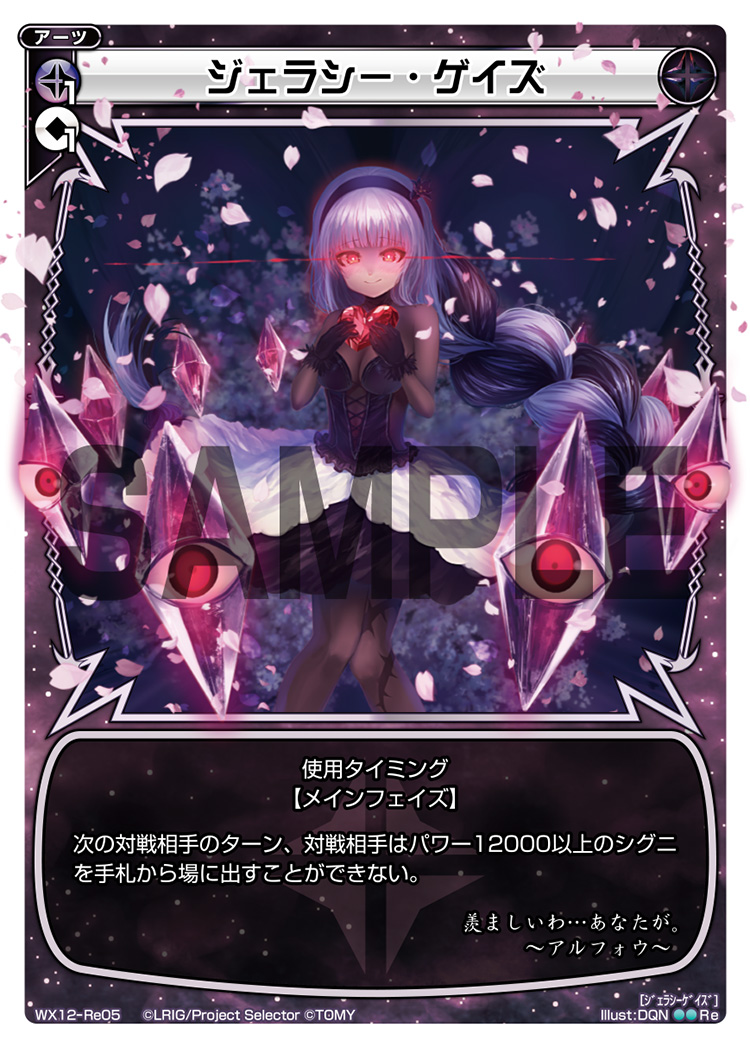 アーツ
ジェラシー・ゲイズ
1
1
SAMPLE
使用タイミング
【メインフェイズ】
次の対戦相手のターン、対戦相手はパワー12000以上のシグニ
を手札から場に出すことができない。
羨ましいわ…あなたが。
～アルフォウ～
[ジェラシーゲイズ]
WX12-Re05 ©LRIG/Project Selector ©TOMY Illust:DQN Re